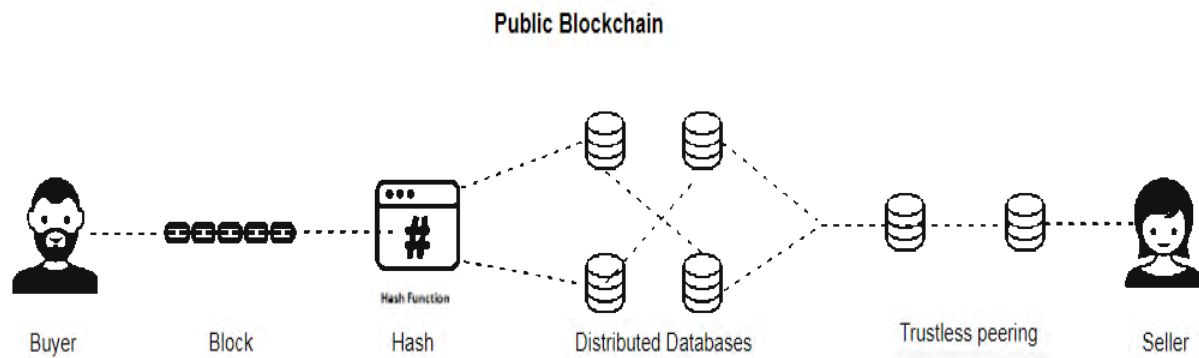 Public Blockchain
#
Hash Function
Buyer
Block
Hash
Distributed Databases
Trustless peering
Seller